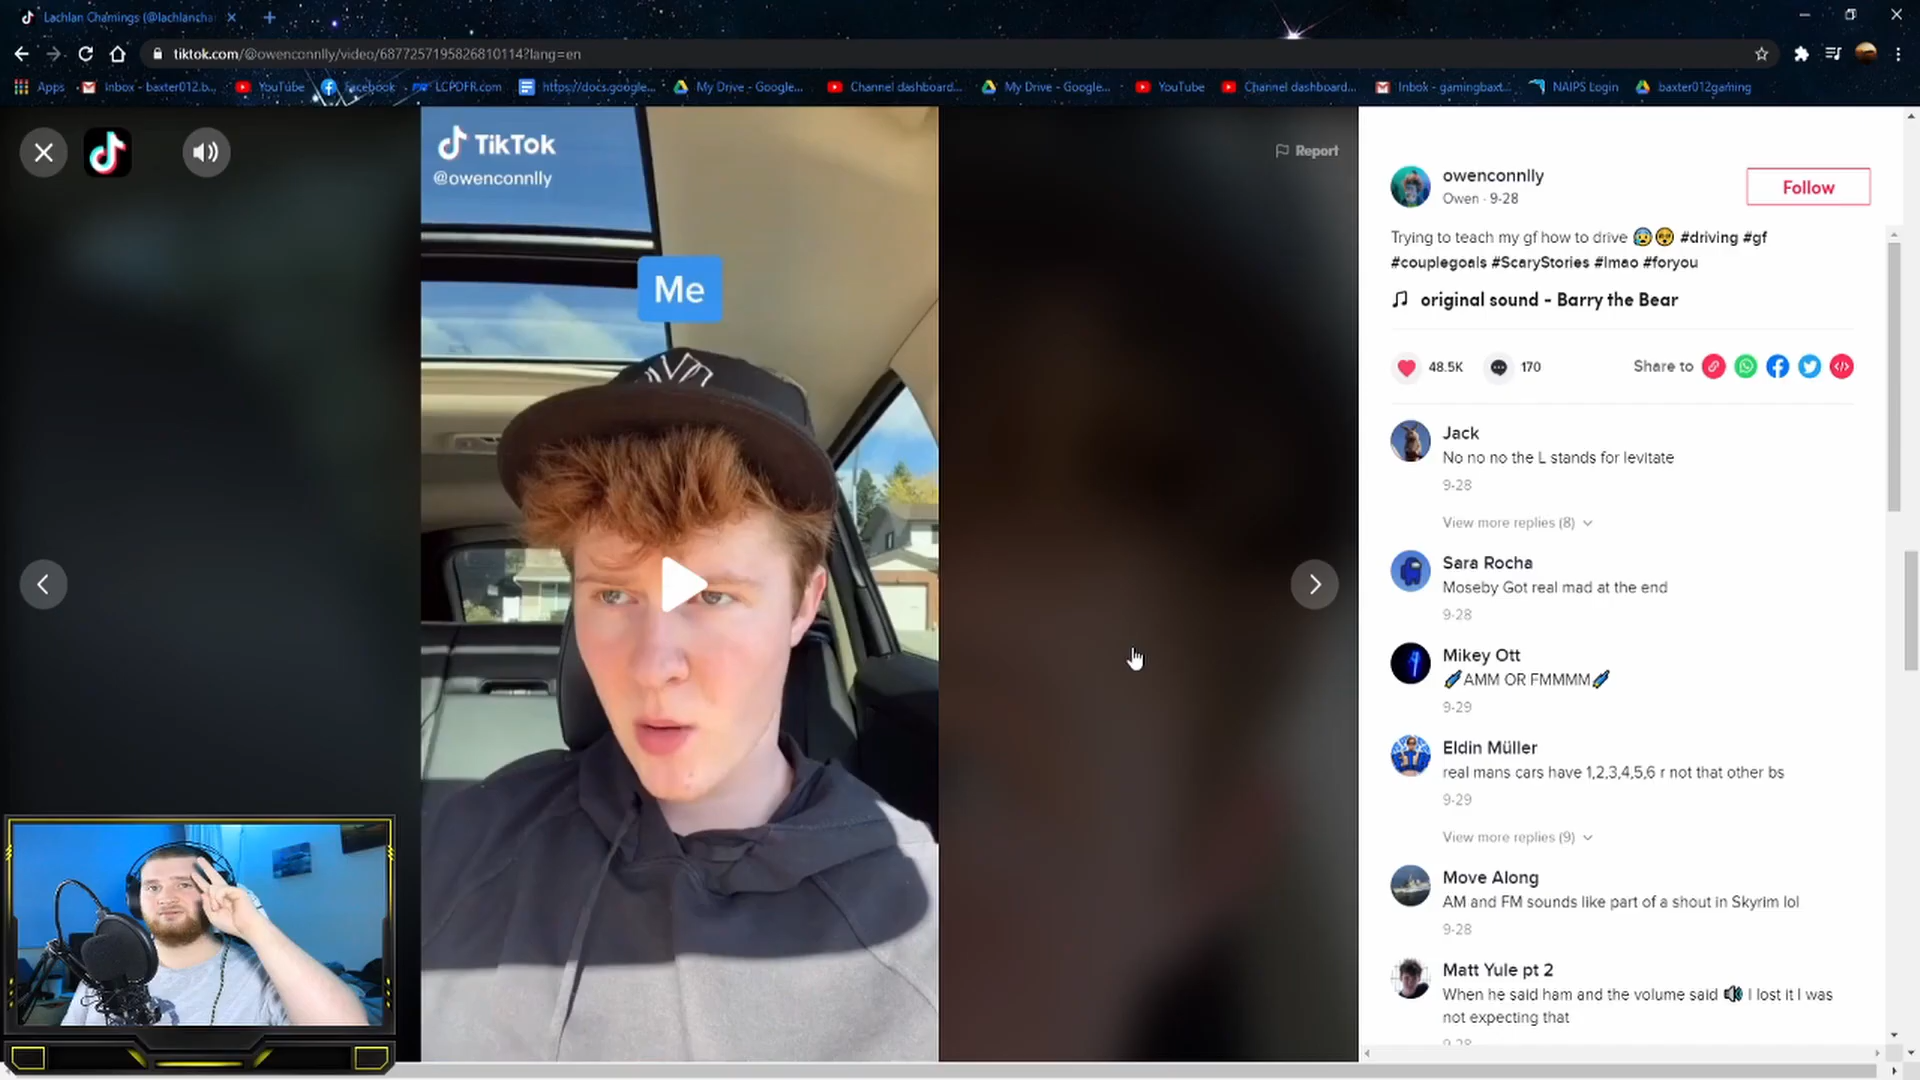 Lachlan Chamings (@lachlancha
tiktok.com/@owenconnlly/video/6877257195826810114?lang=en
Apps
Inbox - baxter012.b...
YouTube
Facebook
LCPDFR.com
https://docs.google...
My Drive - Google...
Channel dashboard...
My Drive - Google...
YouTube
Channel dashboard...
Inbox - gamingbaxt...
NAIPS Login
baxter012gaming
TikTok
@owenconnlly
Me
Report
owenconnlly
Owen · 9-28
Follow
Trying to teach my gf how to drive 😰🥺 #driving #gf
#couplegoals #ScaryStories #lmao #foryou
original sound - Barry the Bear
48.5K
170
Share to
Jack
No no no the L stands for levitate
9-28
View more replies (8)
Sara Rocha
Moseby Got real mad at the end
9-28
Mikey Ott
AMM OR FMMMM
9-29
Eldin Müller
real mans cars have 1,2,3,4,5,6 r not that other bs
9-29
View more replies (9)
Move Along
AM and FM sounds like part of a shout in Skyrim lol
9-28
Matt Yule pt 2
When he said ham and the volume said 🔊 I lost it I was
not expecting that